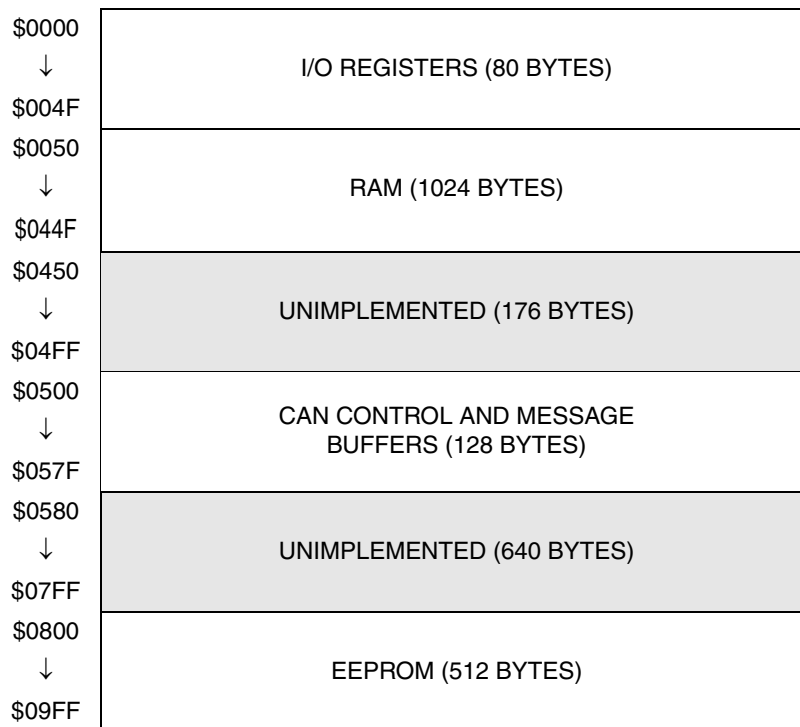 $0000
↓
$004F
I/O REGISTERS (80 BYTES)
$0050
↓
$044F
RAM (1024 BYTES)
$0450
↓
$04FF
UNIMPLEMENTED (176 BYTES)
$0500
↓
$057F
CAN CONTROL AND MESSAGE
BUFFERS (128 BYTES)
$0580
↓
$07FF
UNIMPLEMENTED (640 BYTES)
$0800
↓
$09FF
EEPROM (512 BYTES)